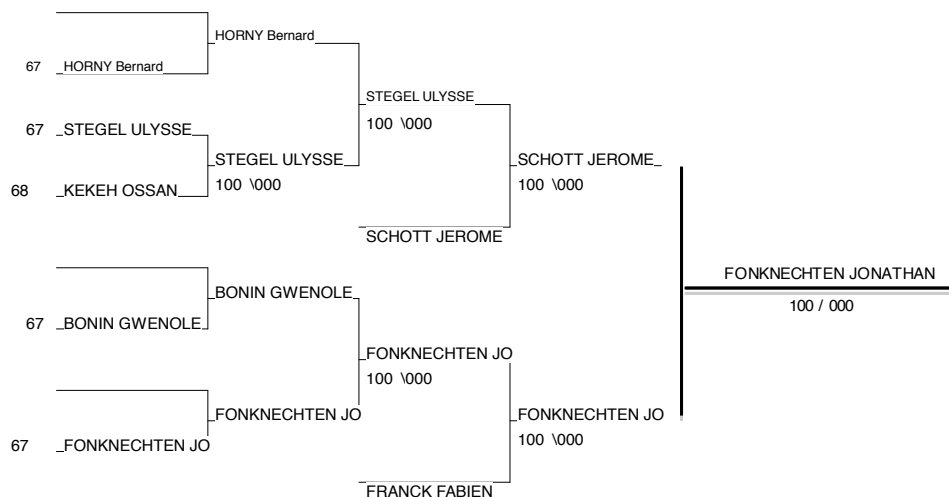 HORNY Bernard
67 HORNY Bernard
STEGEL ULYSSE
100 \000
67 STEGEL ULYSSE
STEGEL ULYSSE
100 \000
SCHOTT JEROME
100 \000
68 KEKEH OSSAN
SCHOTT JEROME
BONIN GWENOLE
67 BONIN GWENOLE
FONKNECHTEN JONATHAN
100 / 000
FONKNECHTEN JO
100 \000
FONKNECHTEN JO
FONKNECHTEN JO
100 \000
67 FONKNECHTEN JO
FRANCK FABIEN